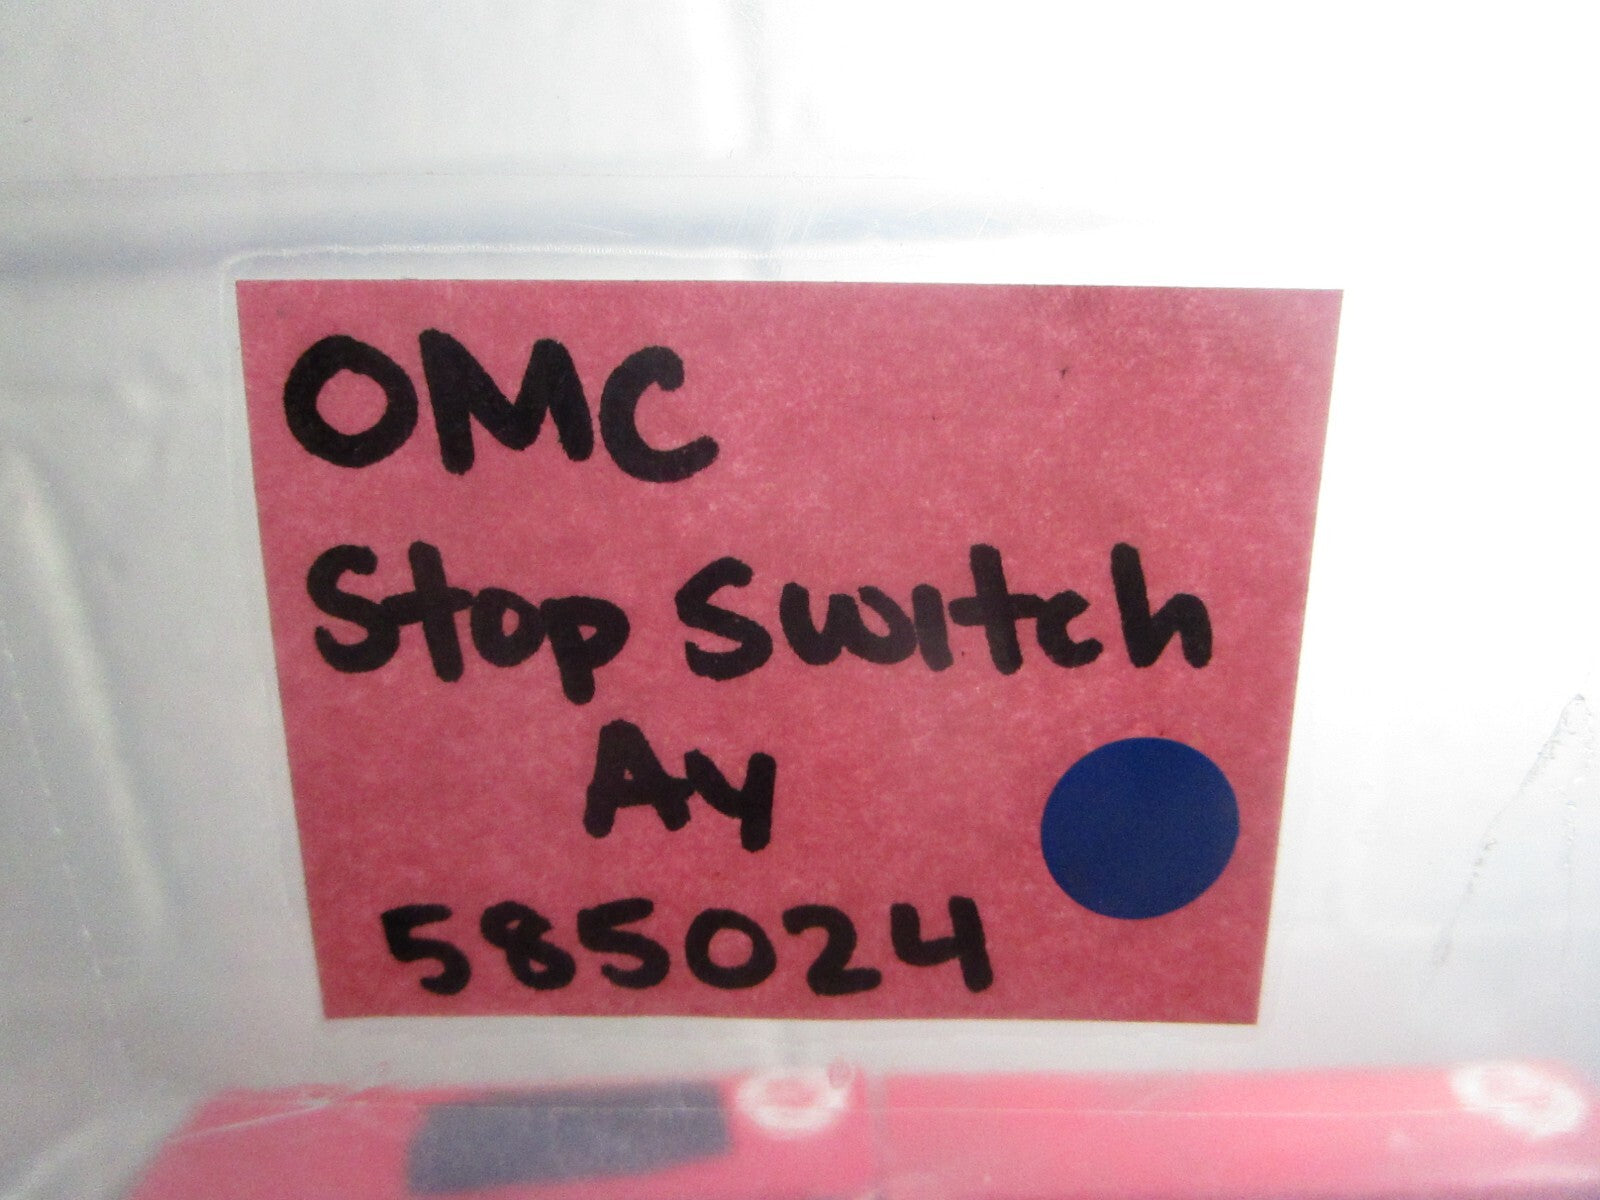 OMC
Stop Switch
Ay
585024